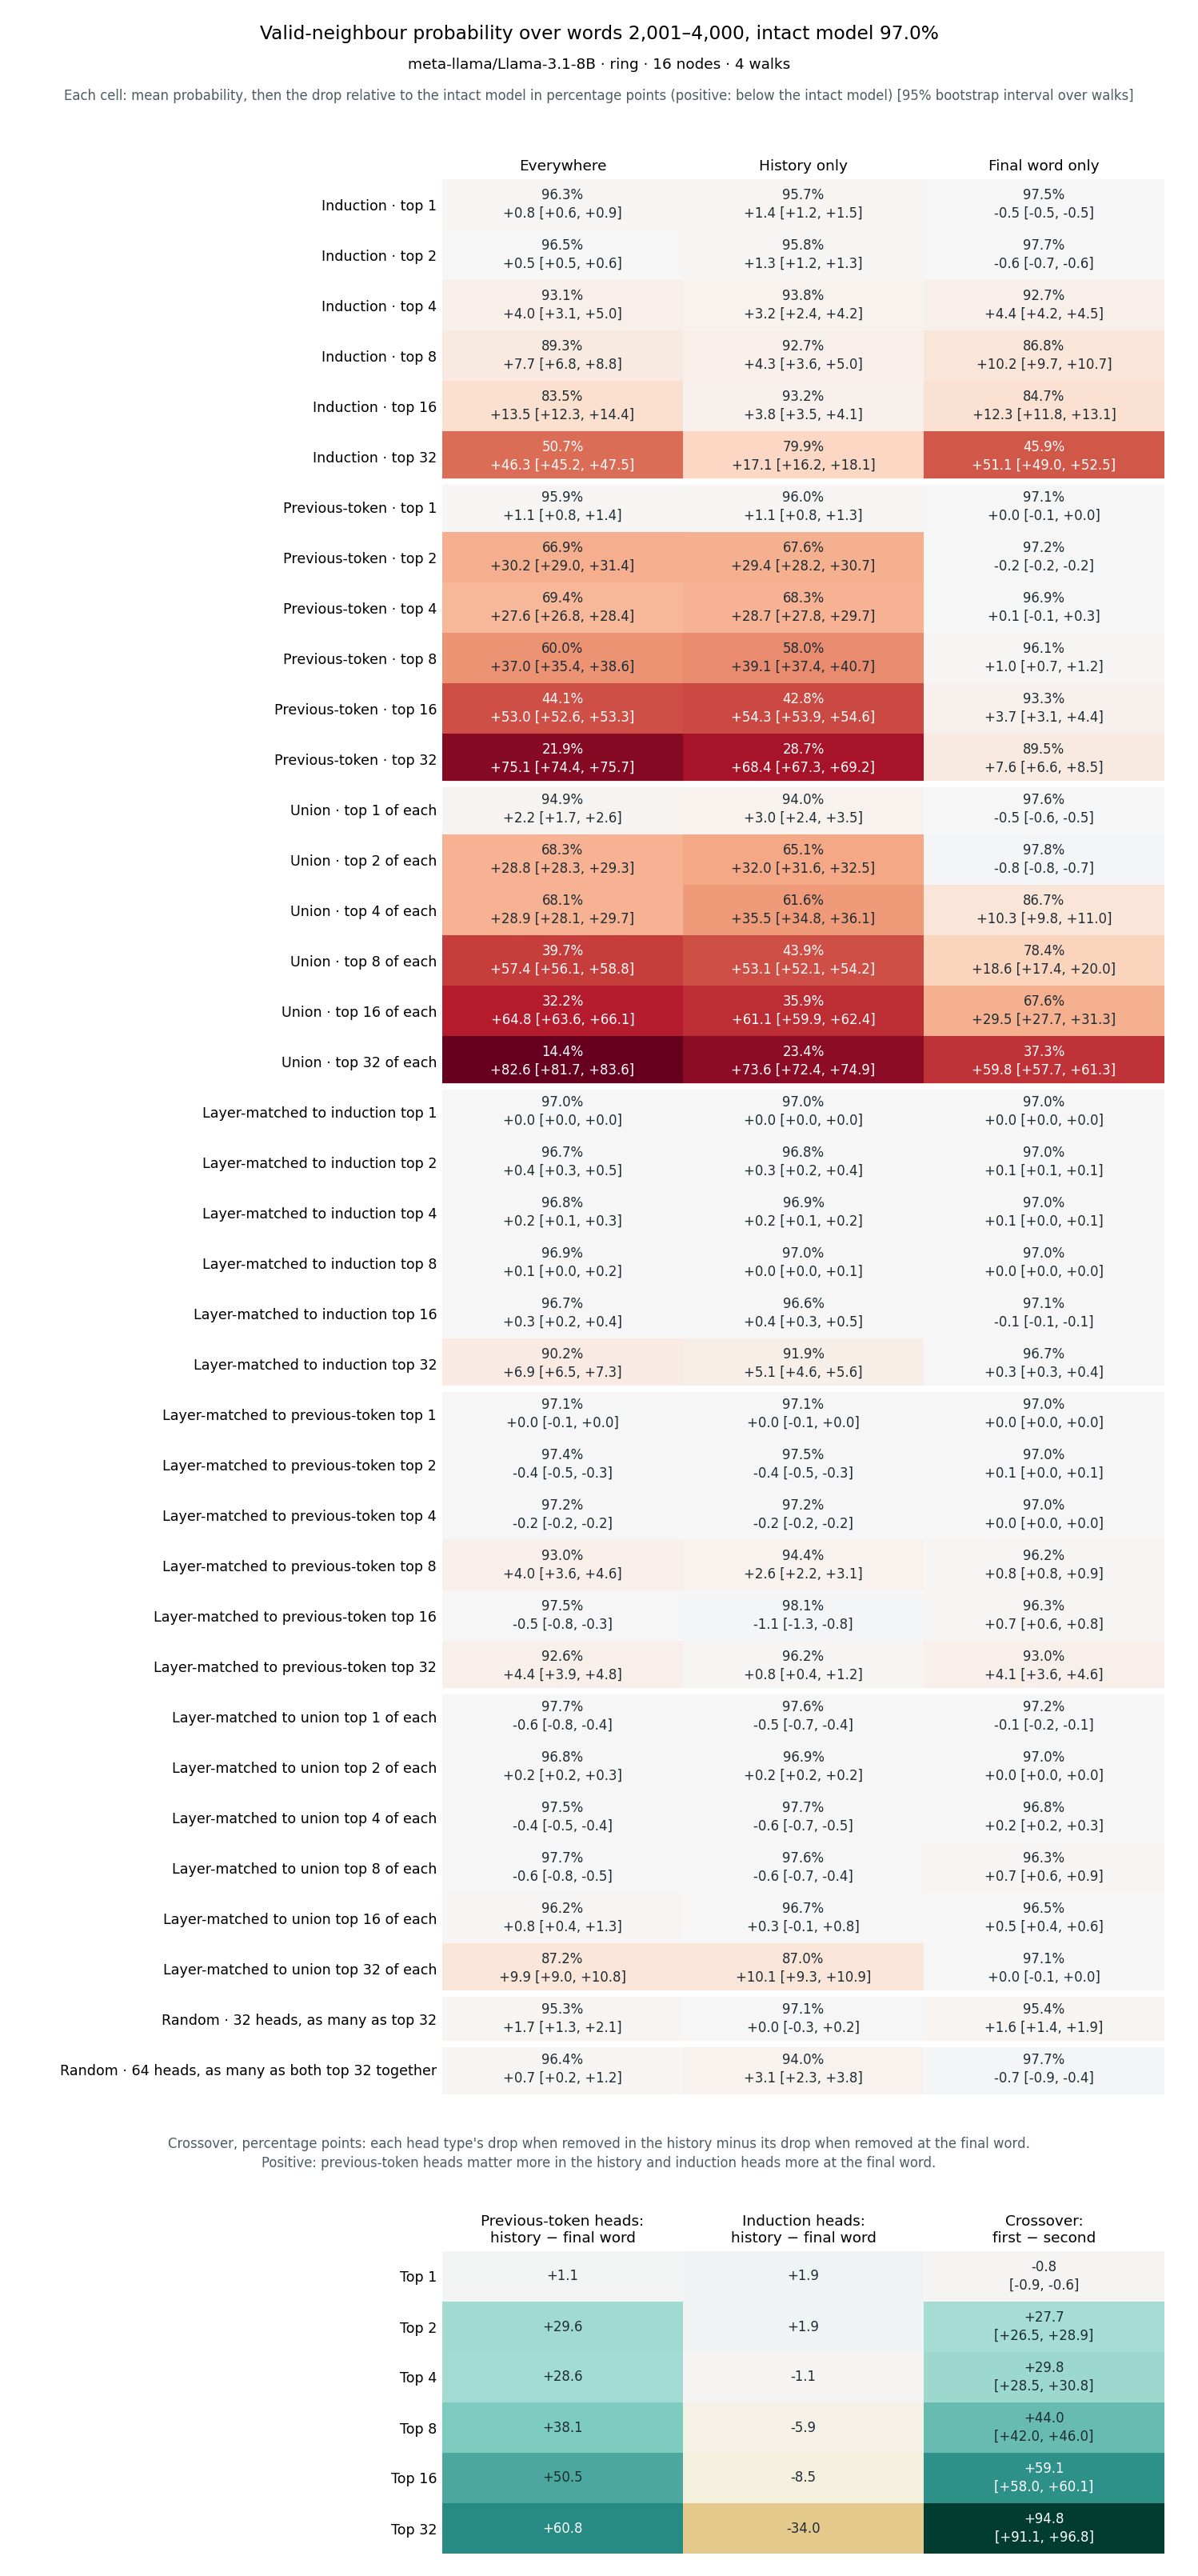 Valid-neighbour probability over words 2,001–4,000, intact model 97.0%
meta-llama/Llama-3.1-8B · ring · 16 nodes · 4 walks
Each cell: mean probability, then the drop relative to the intact model in percentage points (positive: below the intact model) [95% bootstrap interval over walks]
Everywhere History only Final word only
Induction · top 1
96.3% 95.7% 97.5%
+0.8 [+0.6, +0.9] +1.4 [+1.2, +1.5] -0.5 [-0.5, -0.5]
Induction · top 2
96.5% 95.8% 97.7%
+0.5 [+0.5, +0.6] +1.3 [+1.2, +1.3] -0.6 [-0.7, -0.6]
Induction · top 4
93.1% 93.8% 92.7%
+4.0 [+3.1, +5.0] +3.2 [+2.4, +4.2] +4.4 [+4.2, +4.5]
Induction · top 8
89.3% 92.7% 86.8%
+7.7 [+6.8, +8.8] +4.3 [+3.6, +5.0] +10.2 [+9.7, +10.7]
Induction · top 16
83.5% 93.2% 84.7%
+13.5 [+12.3, +14.4] +3.8 [+3.5, +4.1] +12.3 [+11.8, +13.1]
Induction · top 32
50.7% 79.9% 45.9%
+46.3 [+45.2, +47.5] +17.1 [+16.2, +18.1] +51.1 [+49.0, +52.5]
Previous-token · top 1
95.9% 96.0% 97.1%
+1.1 [+0.8, +1.4] +1.1 [+0.8, +1.3] +0.0 [-0.1, +0.0]
Previous-token · top 2
66.9% 67.6% 97.2%
+30.2 [+29.0, +31.4] +29.4 [+28.2, +30.7] -0.2 [-0.2, -0.2]
Previous-token · top 4
69.4% 68.3% 96.9%
+27.6 [+26.8, +28.4] +28.7 [+27.8, +29.7] +0.1 [-0.1, +0.3]
Previous-token · top 8
60.0% 58.0% 96.1%
+37.0 [+35.4, +38.6] +39.1 [+37.4, +40.7] +1.0 [+0.7, +1.2]
Previous-token · top 16
44.1% 42.8% 93.3%
+53.0 [+52.6, +53.3] +54.3 [+53.9, +54.6] +3.7 [+3.1, +4.4]
Previous-token · top 32
21.9% 28.7% 89.5%
+75.1 [+74.4, +75.7] +68.4 [+67.3, +69.2] +7.6 [+6.6, +8.5]
Union · top 1 of each
94.9% 94.0% 97.6%
+2.2 [+1.7, +2.6] +3.0 [+2.4, +3.5] -0.5 [-0.6, -0.5]
Union · top 2 of each
68.3% 65.1% 97.8%
+28.8 [+28.3, +29.3] +32.0 [+31.6, +32.5] -0.8 [-0.8, -0.7]
Union · top 4 of each
68.1% 61.6% 86.7%
+28.9 [+28.1, +29.7] +35.5 [+34.8, +36.1] +10.3 [+9.8, +11.0]
Union · top 8 of each
39.7% 43.9% 78.4%
+57.4 [+56.1, +58.8] +53.1 [+52.1, +54.2] +18.6 [+17.4, +20.0]
Union · top 16 of each
32.2% 35.9% 67.6%
+64.8 [+63.6, +66.1] +61.1 [+59.9, +62.4] +29.5 [+27.7, +31.3]
Union · top 32 of each
14.4% 23.4% 37.3%
+82.6 [+81.7, +83.6] +73.6 [+72.4, +74.9] +59.8 [+57.7, +61.3]
Layer-matched to induction top 1
97.0% 97.0% 97.0%
+0.0 [+0.0, +0.0] +0.0 [+0.0, +0.0] +0.0 [+0.0, +0.0]
Layer-matched to induction top 2
96.7% 96.8% 97.0%
+0.4 [+0.3, +0.5] +0.3 [+0.2, +0.4] +0.1 [+0.1, +0.1]
Layer-matched to induction top 4
96.8% 96.9% 97.0%
+0.2 [+0.1, +0.3] +0.2 [+0.1, +0.2] +0.1 [+0.0, +0.1]
Layer-matched to induction top 8
96.9% 97.0% 97.0%
+0.1 [+0.0, +0.2] +0.0 [+0.0, +0.1] +0.0 [+0.0, +0.0]
Layer-matched to induction top 16
96.7% 96.6% 97.1%
+0.3 [+0.2, +0.4] +0.4 [+0.3, +0.5] -0.1 [-0.1, -0.1]
Layer-matched to induction top 32
90.2% 91.9% 96.7%
+6.9 [+6.5, +7.3] +5.1 [+4.6, +5.6] +0.3 [+0.3, +0.4]
Layer-matched to previous-token top 1
97.1% 97.1% 97.0%
+0.0 [-0.1, +0.0] +0.0 [-0.1, +0.0] +0.0 [+0.0, +0.0]
Layer-matched to previous-token top 2
97.4% 97.5% 97.0%
-0.4 [-0.5, -0.3] -0.4 [-0.5, -0.3] +0.1 [+0.0, +0.1]
Layer-matched to previous-token top 4
97.2% 97.2% 97.0%
-0.2 [-0.2, -0.2] -0.2 [-0.2, -0.2] +0.0 [+0.0, +0.0]
Layer-matched to previous-token top 8
93.0% 94.4% 96.2%
+4.0 [+3.6, +4.6] +2.6 [+2.2, +3.1] +0.8 [+0.8, +0.9]
Layer-matched to previous-token top 16
97.5% 98.1% 96.3%
-0.5 [-0.8, -0.3] -1.1 [-1.3, -0.8] +0.7 [+0.6, +0.8]
Layer-matched to previous-token top 32
92.6% 96.2% 93.0%
+4.4 [+3.9, +4.8] +0.8 [+0.4, +1.2] +4.1 [+3.6, +4.6]
Layer-matched to union top 1 of each
97.7% 97.6% 97.2%
-0.6 [-0.8, -0.4] -0.5 [-0.7, -0.4] -0.1 [-0.2, -0.1]
Layer-matched to union top 2 of each
96.8% 96.9% 97.0%
+0.2 [+0.2, +0.3] +0.2 [+0.2, +0.2] +0.0 [+0.0, +0.0]
Layer-matched to union top 4 of each
97.5% 97.7% 96.8%
-0.4 [-0.5, -0.4] -0.6 [-0.7, -0.5] +0.2 [+0.2, +0.3]
Layer-matched to union top 8 of each
97.7% 97.6% 96.3%
-0.6 [-0.8, -0.5] -0.6 [-0.7, -0.4] +0.7 [+0.6, +0.9]
Layer-matched to union top 16 of each
96.2% 96.7% 96.5%
+0.8 [+0.4, +1.3] +0.3 [-0.1, +0.8] +0.5 [+0.4, +0.6]
Layer-matched to union top 32 of each
87.2% 87.0% 97.1%
+9.9 [+9.0, +10.8] +10.1 [+9.3, +10.9] +0.0 [-0.1, +0.0]
Random · 32 heads, as many as top 32
95.3% 97.1% 95.4%
+1.7 [+1.3, +2.1] +0.0 [-0.3, +0.2] +1.6 [+1.4, +1.9]
Random · 64 heads, as many as both top 32 together
96.4% 94.0% 97.7%
+0.7 [+0.2, +1.2] +3.1 [+2.3, +3.8] -0.7 [-0.9, -0.4]
Crossover, percentage points: each head type's drop when removed in the history minus its drop when removed at the final word.
Positive: previous-token heads matter more in the history and induction heads more at the final word.
Previous-token heads: Induction heads: Crossover:
history − final word history − final word first − second
Top 1 +1.1 +1.9 -0.8
[-0.9, -0.6]
Top 2 +29.6 +1.9 +27.7
[+26.5, +28.9]
Top 4 +28.6 -1.1 +29.8
[+28.5, +30.8]
Top 8 +38.1 -5.9 +44.0
[+42.0, +46.0]
Top 16 +50.5 -8.5 +59.1
[+58.0, +60.1]
Top 32 +60.8 -34.0 +94.8
[+91.1, +96.8]